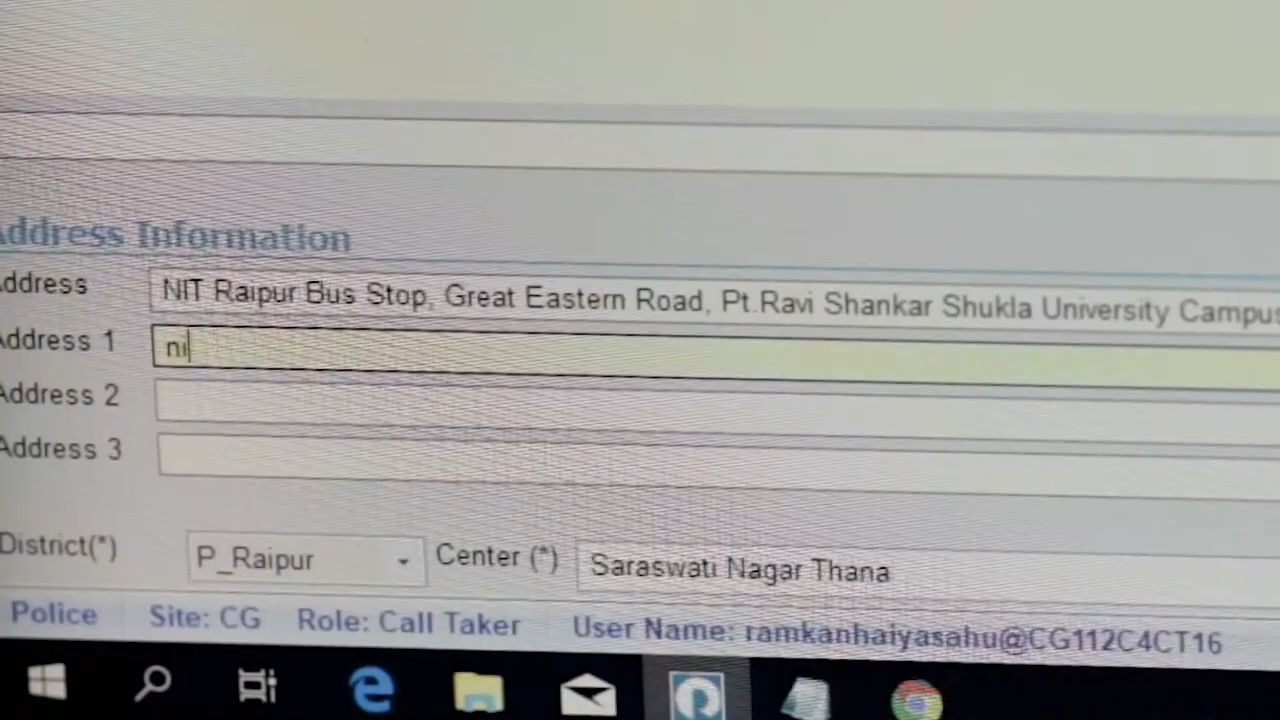 Address Information
Address NIT Raipur Bus Stop, Great Eastern Road, Pt.Ravi Shankar Shukla University Campus
Address 1 ni
Address 2
Address 3
District(*) P_Raipur Center (*) Saraswati Nagar Thana
Police Site: CG Role: Call Taker User Name: ramkanhaiyasahu@CG112C4CT16